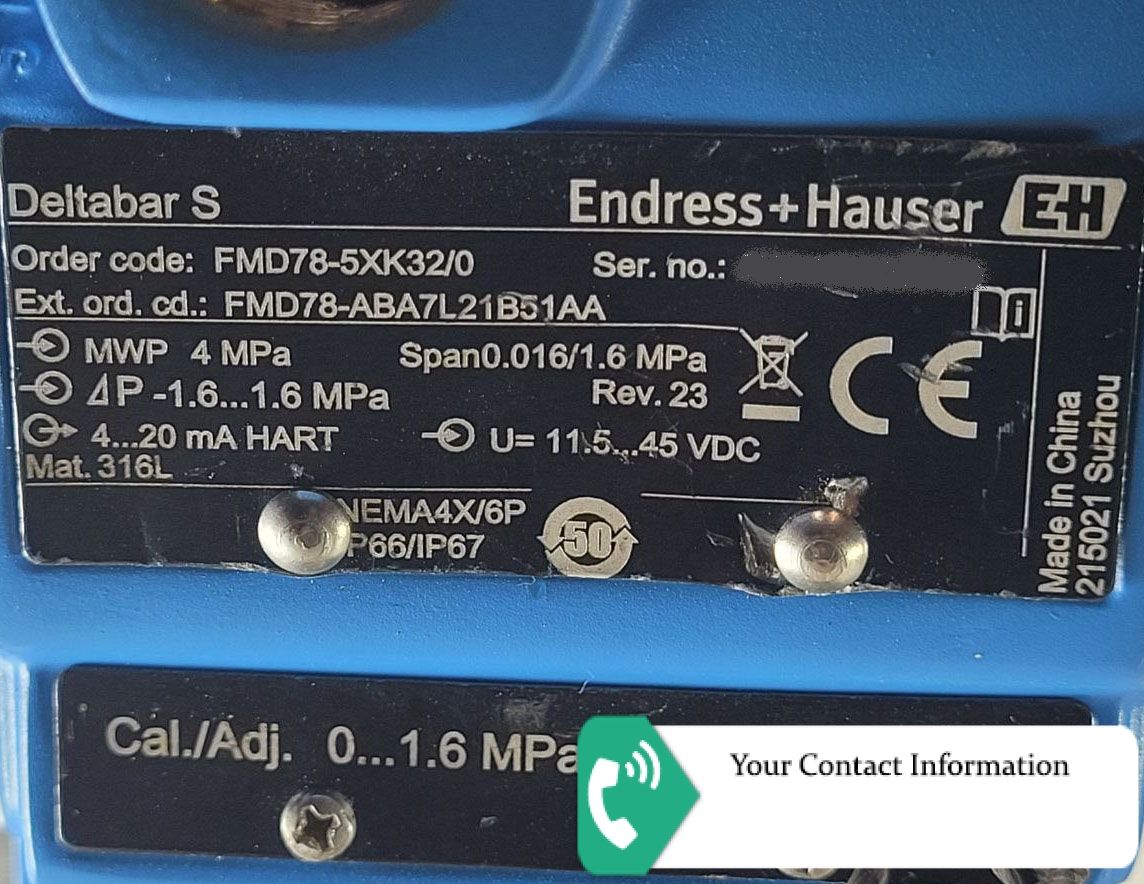 Deltabar S
Endress+Hauser EH
Order code: FMD78-5XK32/0
Ser. no.:
Ext. ord. cd.: FMD78-ABA7L21B51AA
i
MWP 4 MPa
Span0.016/1.6 MPa
⊿P -1.6...1.6 MPa
Rev. 23
CE
4...20 mA HART
U= 11.5...45 VDC
Mat. 316L
NEMA4X/6P
P66/IP67
50
Made in China
215021 Suzhou
Cal./Adj. 0...1.6 MPa
Your Contact Information